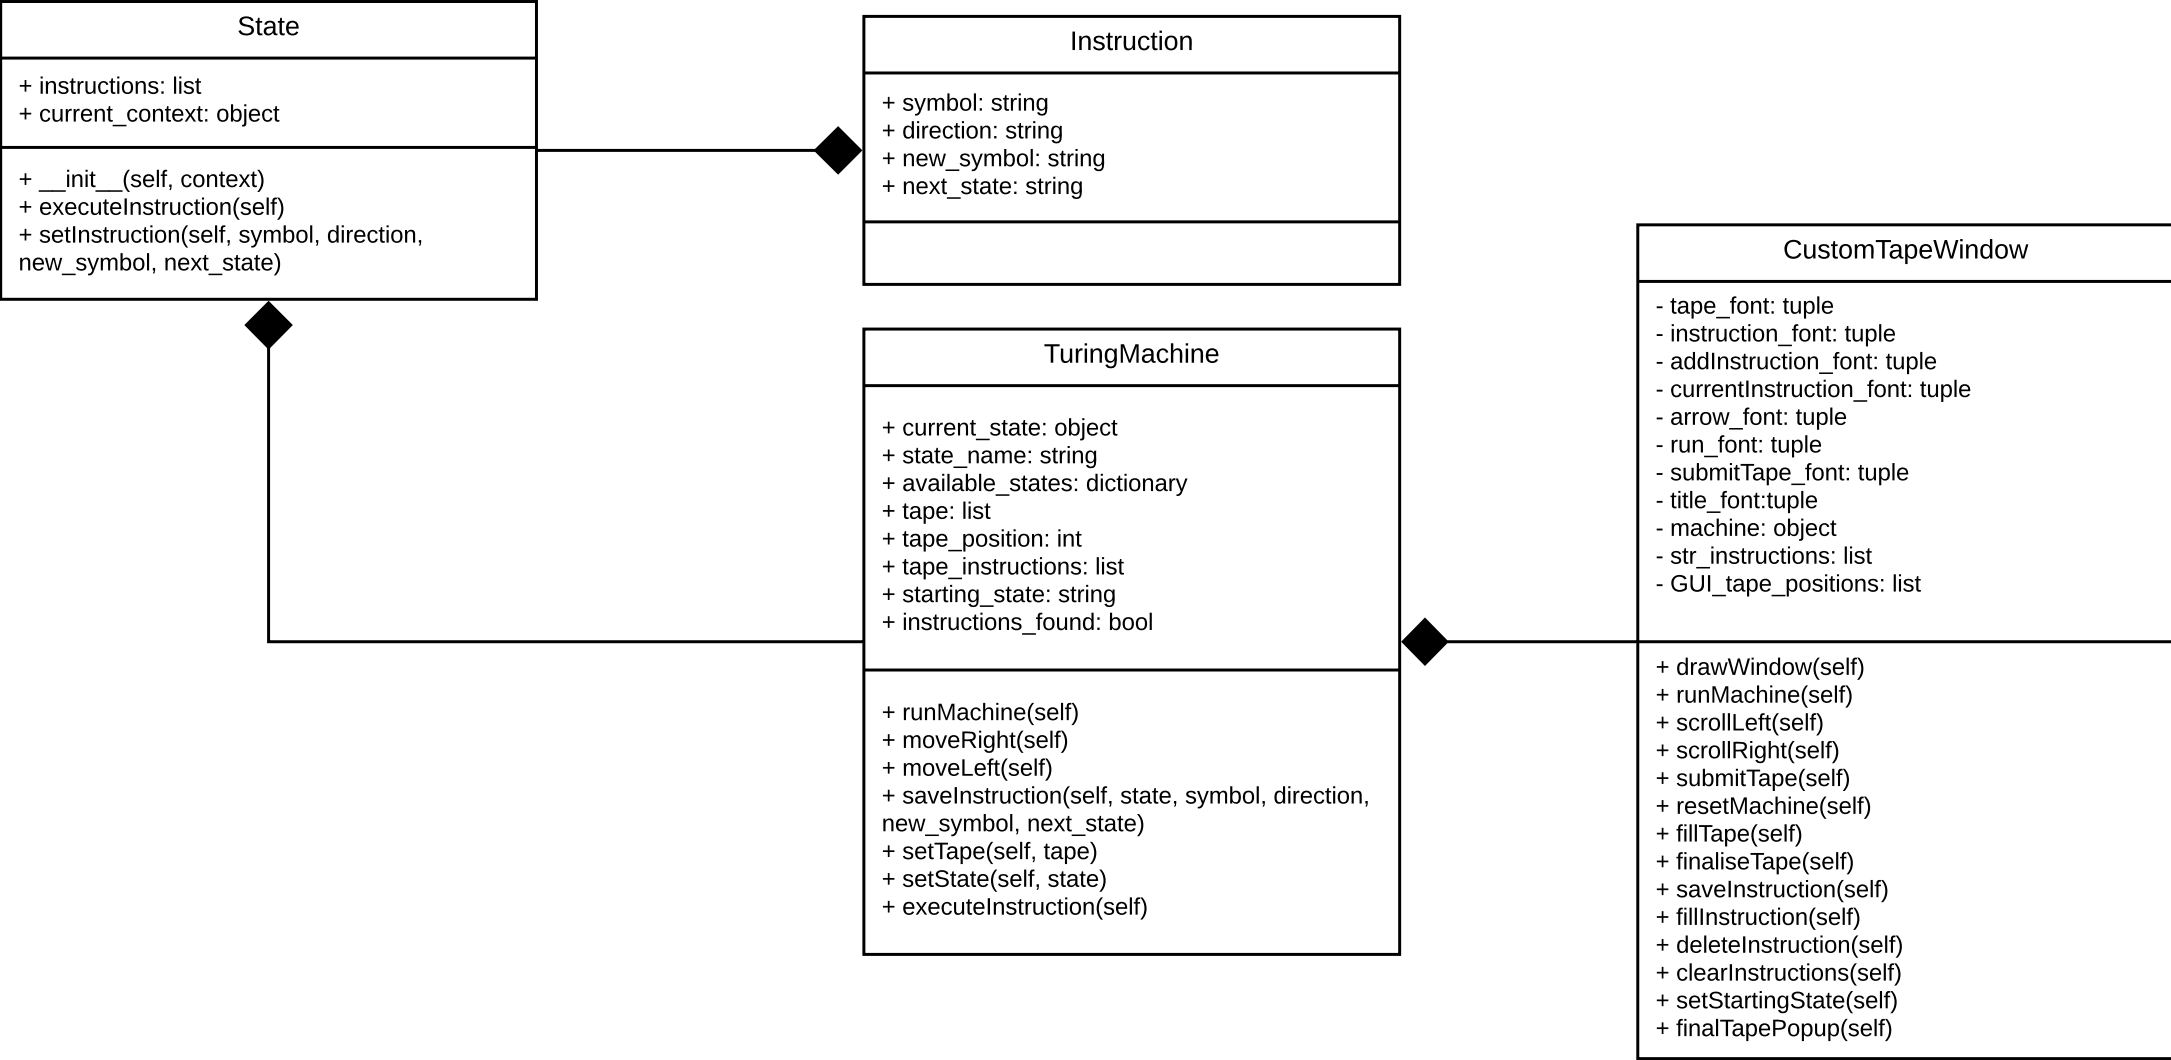 State
+ instructions: list
+ current_context: object
+ __init__(self, context)
+ executeInstruction(self)
+ setInstruction(self, symbol, direction,
new_symbol, next_state)
Instruction
+ symbol: string
+ direction: string
+ new_symbol: string
+ next_state: string
TuringMachine
+ current_state: object
+ state_name: string
+ available_states: dictionary
+ tape: list
+ tape_position: int
+ tape_instructions: list
+ starting_state: string
+ instructions_found: bool
+ runMachine(self)
+ moveRight(self)
+ moveLeft(self)
+ saveInstruction(self, state, symbol, direction,
new_symbol, next_state)
+ setTape(self, tape)
+ setState(self, state)
+ executeInstruction(self)
CustomTapeWindow
- tape_font: tuple
- instruction_font: tuple
- addInstruction_font: tuple
- currentInstruction_font: tuple
- arrow_font: tuple
- run_font: tuple
- submitTape_font: tuple
- title_font:tuple
- machine: object
- str_instructions: list
- GUI_tape_positions: list
+ drawWindow(self)
+ runMachine(self)
+ scrollLeft(self)
+ scrollRight(self)
+ submitTape(self)
+ resetMachine(self)
+ fillTape(self)
+ finaliseTape(self)
+ saveInstruction(self)
+ fillInstruction(self)
+ deleteInstruction(self)
+ clearInstructions(self)
+ setStartingState(self)
+ finalTapePopup(self)